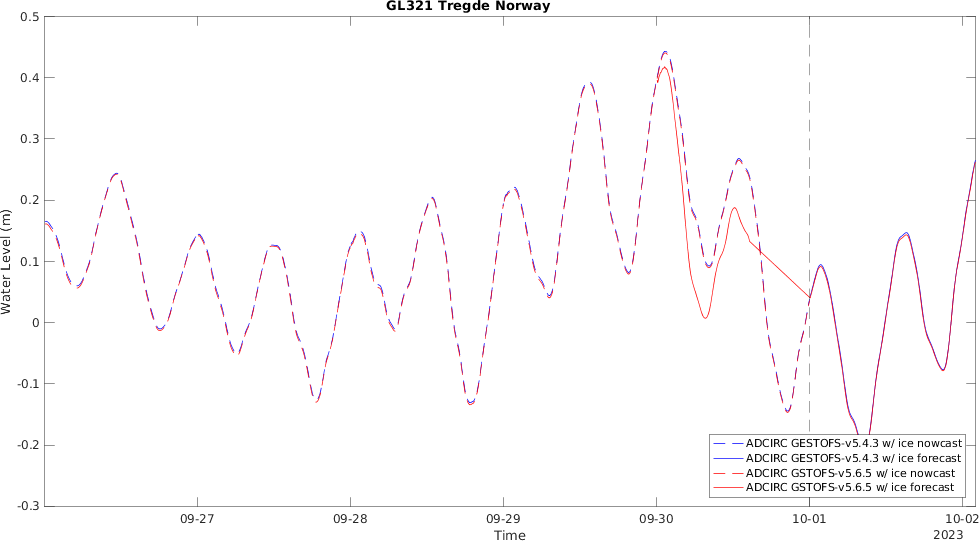 GL321 Tregde Norway
0.5
0.4
0.3
0.2
0.1
0
-0.1
-0.2
-0.3
Water Level (m)
09-27 09-28 09-29 09-30 10-01 10-02
2023
Time
ADCIRC GESTOFS-v5.4.3 w/ ice nowcast
ADCIRC GESTOFS-v5.4.3 w/ ice forecast
ADCIRC GSTOFS-v5.6.5 w/ ice nowcast
ADCIRC GSTOFS-v5.6.5 w/ ice forecast